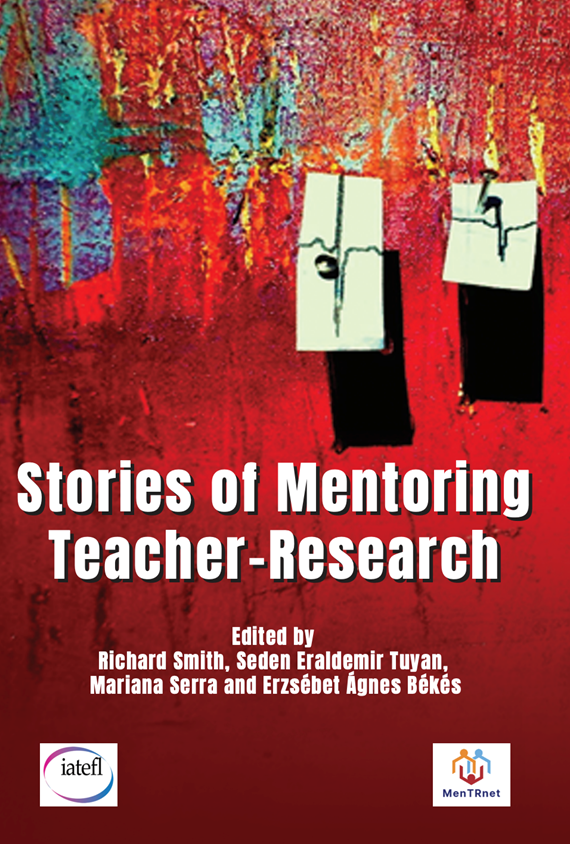 Stories of Mentoring
Teacher-Research
Edited by
Richard Smith, Seden Eraldemir Tuyan,
Mariana Serra and Erzsébet Ágnes Békés
iatefl
MenTRnet